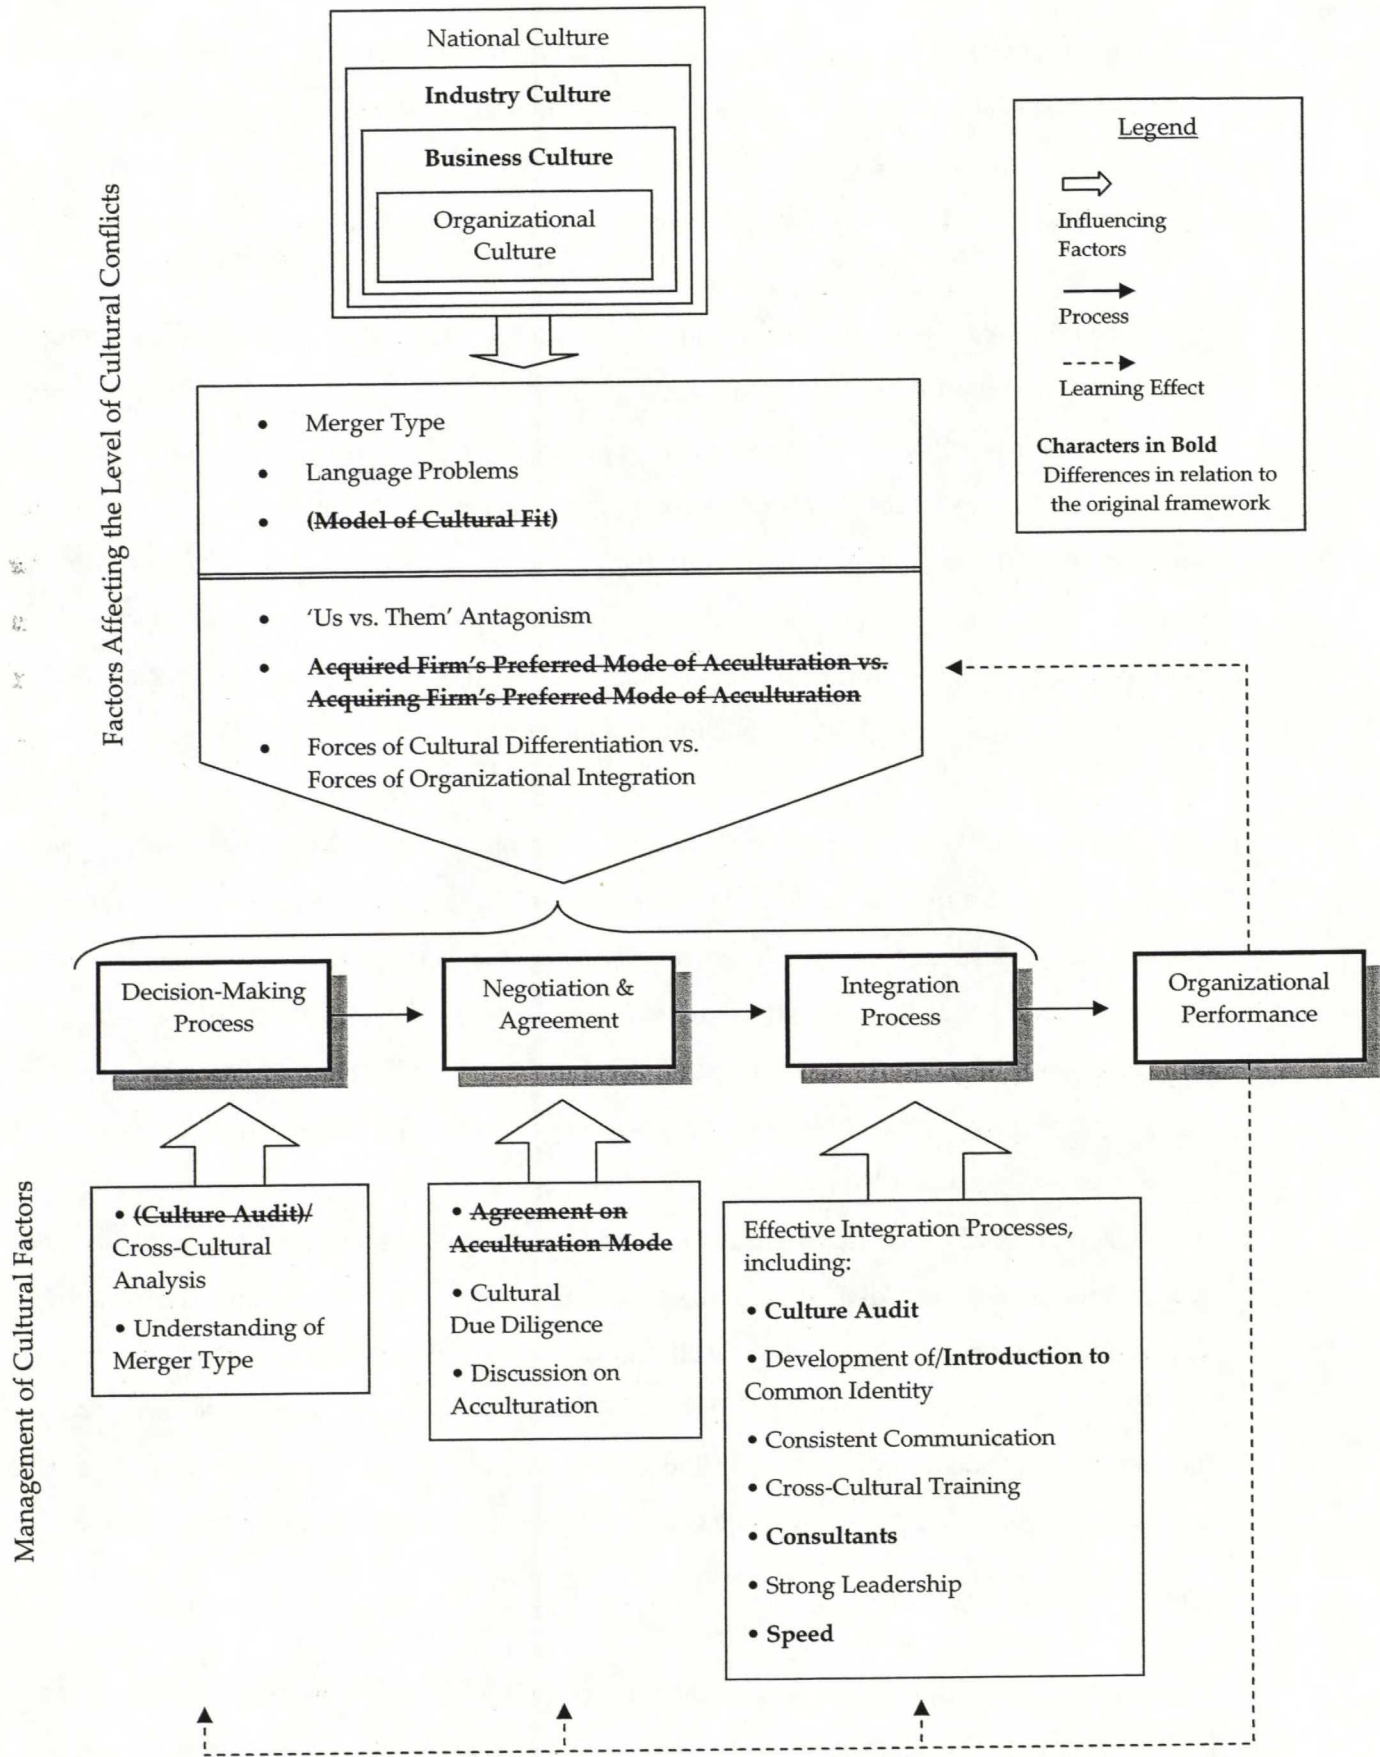 National Culture
Industry Culture
Business Culture
Organizational
Culture
Legend
Influencing
Factors
Process
Learning Effect
Characters in Bold
Differences in relation to
the original framework
Factors Affecting the Level of Cultural Conflicts
• Merger Type
• Language Problems
• (Model of Cultural Fit)
• ‘Us vs. Them’ Antagonism
• Acquired Firm’s Preferred Mode of Acculturation vs.
Acquiring Firm’s Preferred Mode of Acculturation
• Forces of Cultural Differentiation vs.
Forces of Organizational Integration
Decision-Making
Process
Negotiation &
Agreement
Integration
Process
Organizational
Performance
Management of Cultural Factors
• (Culture Audit)/
Cross-Cultural
Analysis
• Understanding of
Merger Type
• Agreement on
Acculturation Mode
• Cultural
Due Diligence
• Discussion on
Acculturation
Effective Integration Processes,
including:
• Culture Audit
• Development of/Introduction to
Common Identity
• Consistent Communication
• Cross-Cultural Training
• Consultants
• Strong Leadership
• Speed